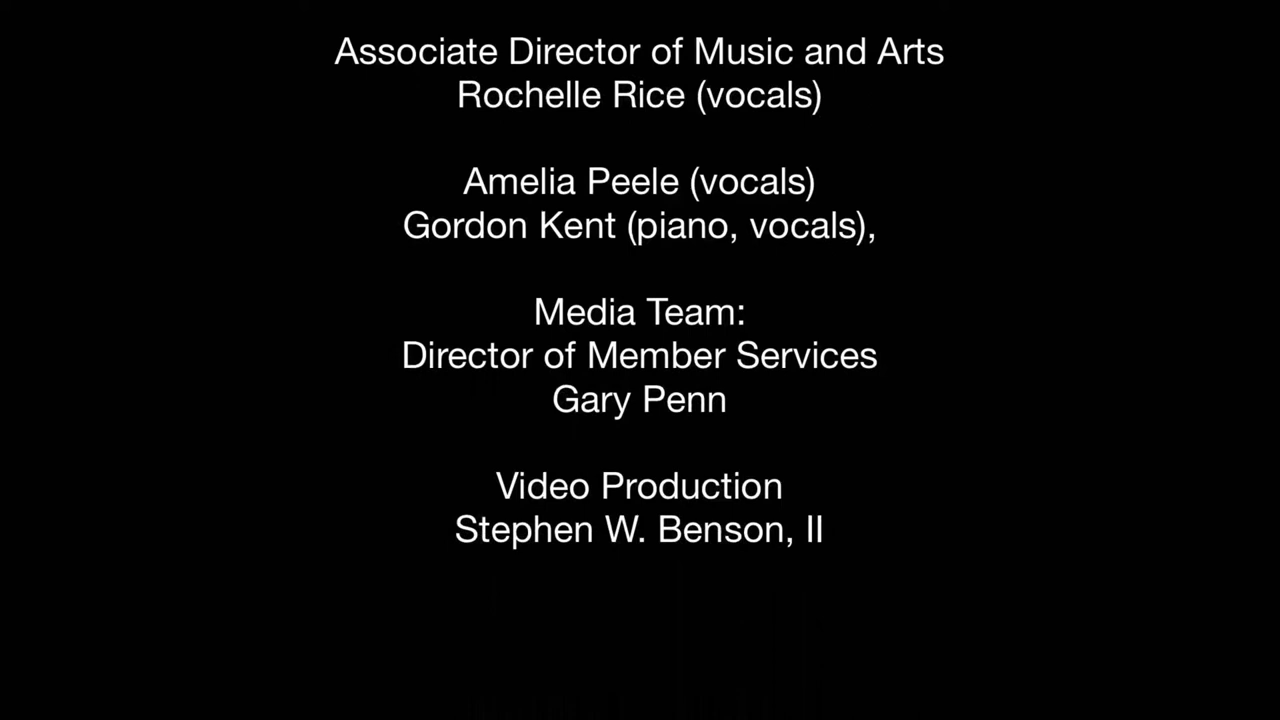 Associate Director of Music and Arts
Rochelle Rice (vocals)
Amelia Peele (vocals)
Gordon Kent (piano, vocals),
Media Team:
Director of Member Services
Gary Penn
Video Production
Stephen W. Benson, II